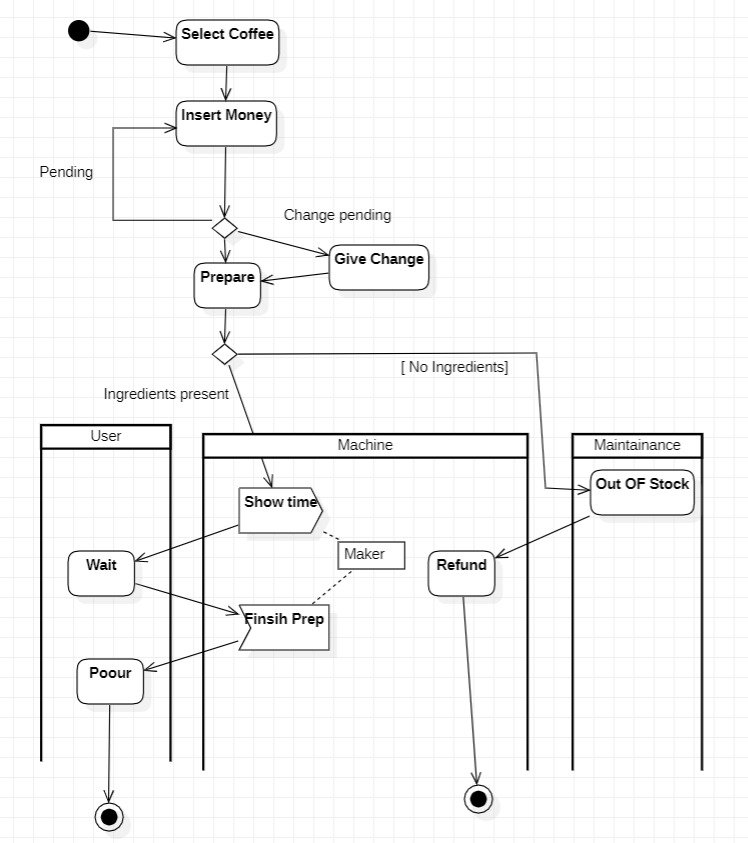 Select Coffee
Insert Money
Pending
Change pending
Give Change
Prepare
[ No Ingredients]
Ingredients present
User
Machine
Maintainance
Out OF Stock
Show time
Maker
Wait
Refund
Finsih Prep
Poour